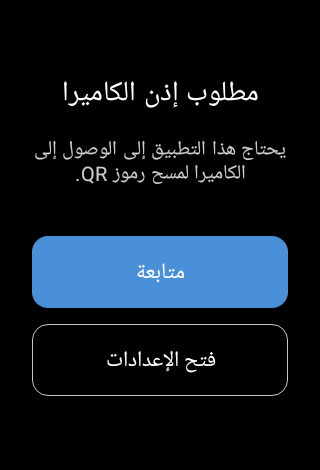 مطلوب إذن الكاميرا
يحتاج هذا التطبيق إلى الوصول إلى
الكاميرا لمسح رموز QR.
متابعة
فتح الإعدادات